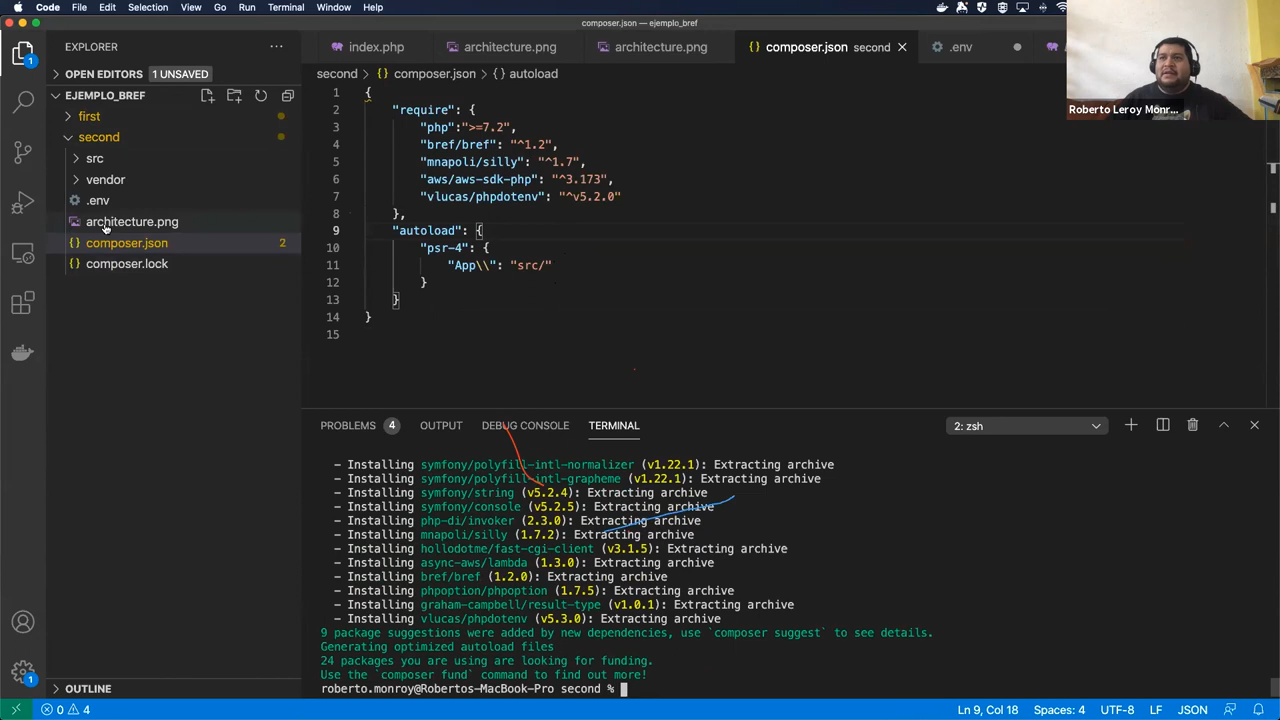 Code File Edit Selection View Go Run Terminal Window Help
composer.json — ejemplo_bref
EXPLORER
OPEN EDITORS 1 UNSAVED
EJEMPLO_BREF
first
second
src
vendor
.env
architecture.png
composer.json 2
composer.lock
OUTLINE
index.php architecture.png architecture.png composer.json second .env
second > composer.json > autoload
1 {
2 "require": {
3 "php":">=7.2",
4 "bref/bref": "^1.2",
5 "mnapoli/silly": "^1.7",
6 "aws/aws-sdk-php": "^3.173",
7 "vlucas/phpdotenv": "^v5.2.0"
8 },
9 "autoload": {
10 "psr-4": {
11 "App\\": "src/"
12 }
13 }
14 }
15
Roberto Leroy Monr...
PROBLEMS 4 OUTPUT DEBUG CONSOLE TERMINAL 2: zsh
- Installing symfony/polyfill-intl-normalizer (v1.22.1): Extracting archive
- Installing symfony/polyfill-intl-grapheme (v1.22.1): Extracting archive
- Installing symfony/string (v5.2.4): Extracting archive
- Installing symfony/console (v5.2.5): Extracting archive
- Installing php-di/invoker (2.3.0): Extracting archive
- Installing mnapoli/silly (1.7.2): Extracting archive
- Installing hollodotme/fast-cgi-client (v3.1.5): Extracting archive
- Installing async-aws/lambda (1.3.0): Extracting archive
- Installing bref/bref (1.2.0): Extracting archive
- Installing phpoption/phpoption (1.7.5): Extracting archive
- Installing graham-campbell/result-type (v1.0.1): Extracting archive
- Installing vlucas/phpdotenv (v5.3.0): Extracting archive
9 package suggestions were added by new dependencies, use `composer suggest` to see details.
Generating optimized autoload files
24 packages you are using are looking for funding.
Use the `composer fund` command to find out more!
roberto.monroy@Robertos-MacBook-Pro second %
1
1
0 4 Ln 9, Col 18 Spaces: 4 UTF-8 LF JSON